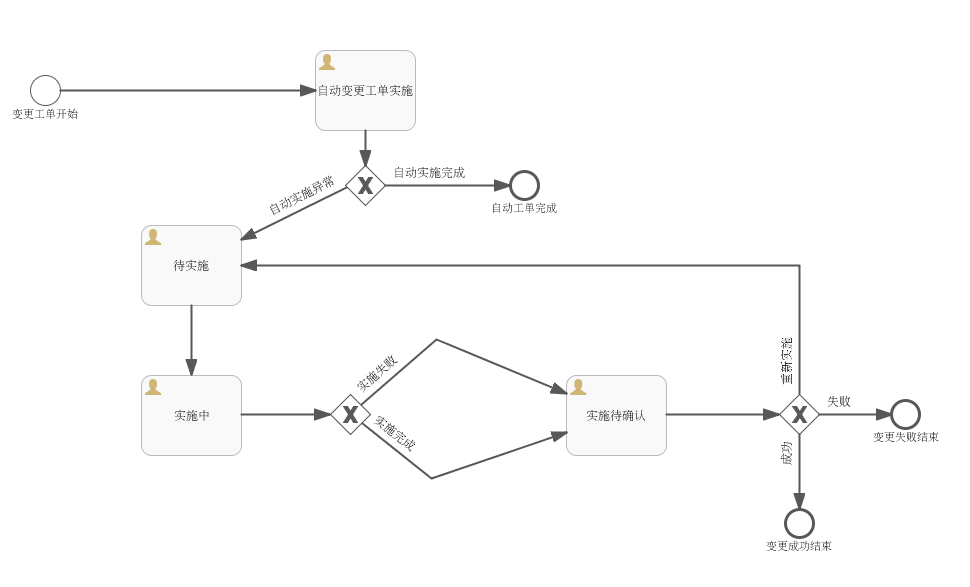 变更工单开始
自动变更工单实施
自动实施完成
自动实施异常
自动工单完成
待实施
重新实施
实施失败
实施中
实施完成
实施待确认
失败
变更失败结束
成功
变更成功结束